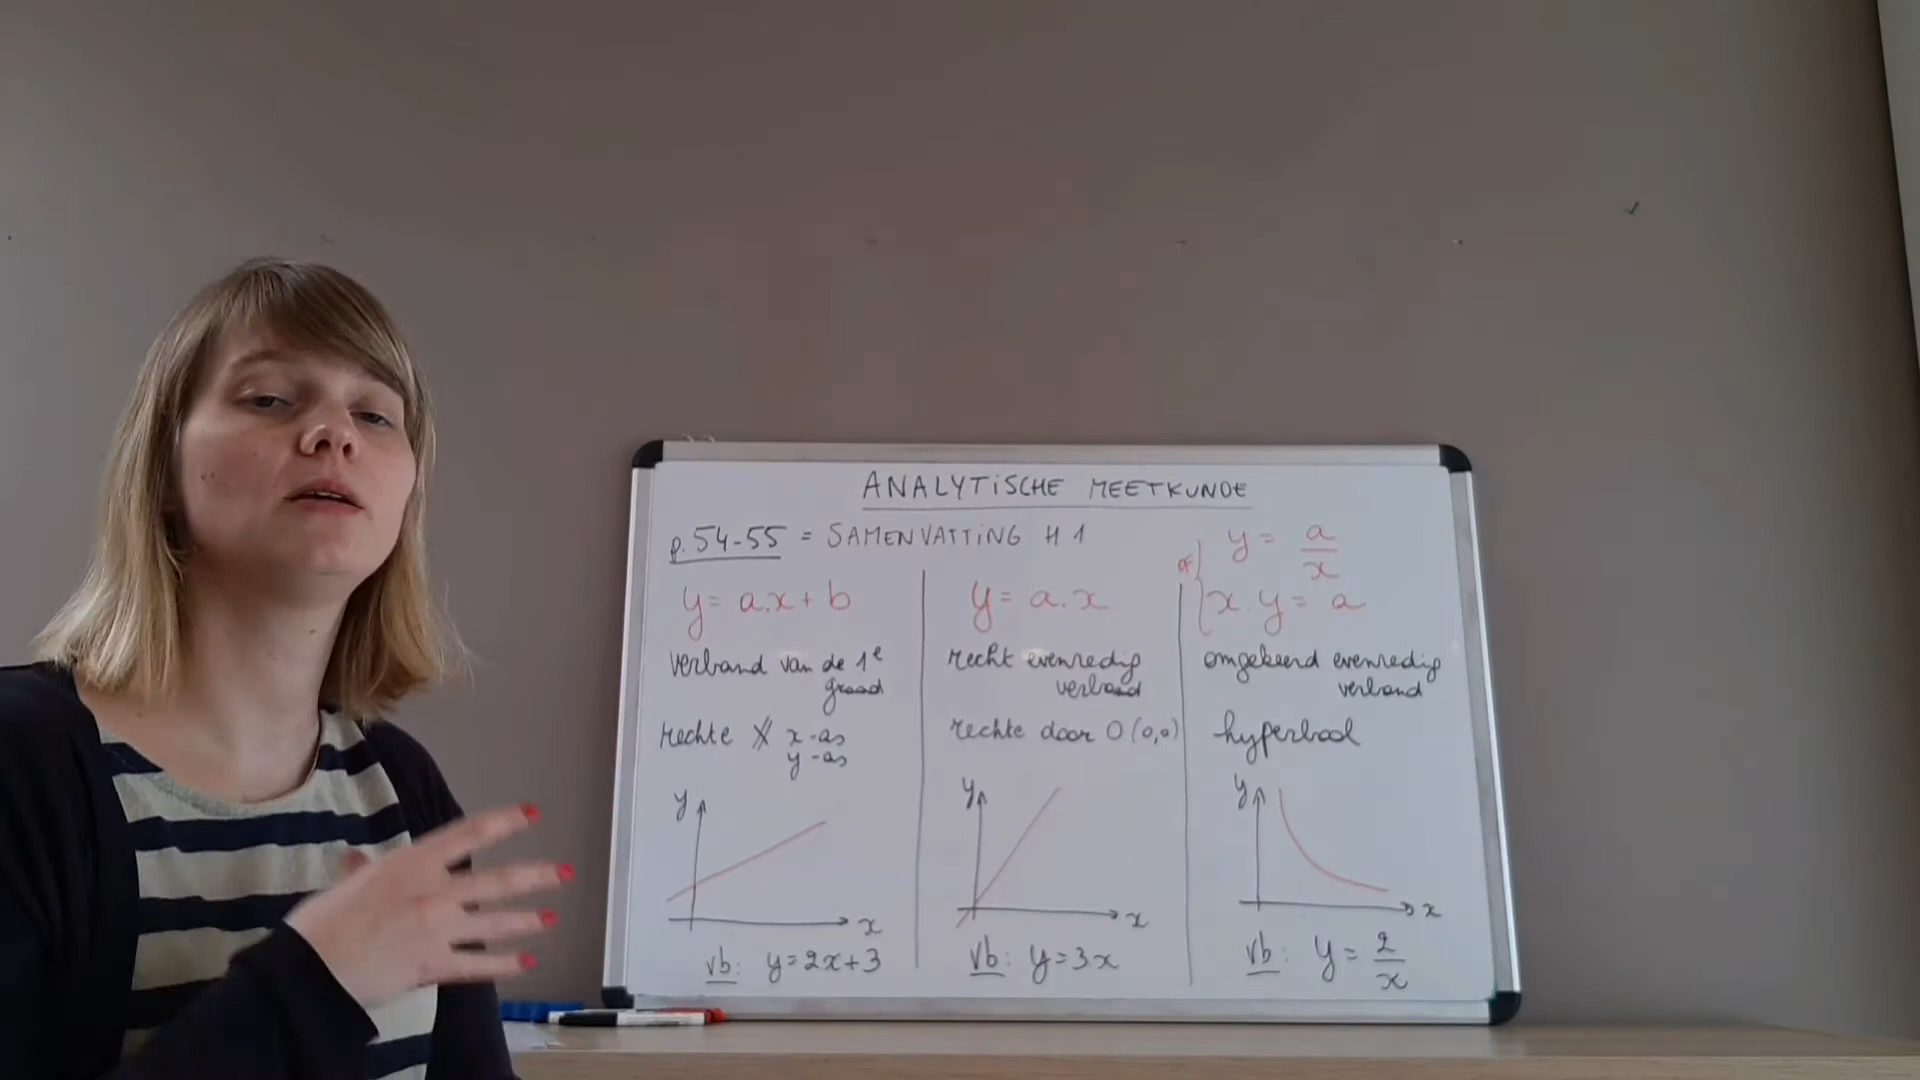 ANALYTISCHE MEETKUNDE
p. 54-55 = SAMENVATTING H 1
y = a.x + b
verband van de 1e
graad
rechte ∦ x-as
y-as
y
x
vb: y = 2x+3
y = a.x
recht evenredig
verband
rechte door O (0,0)
y
x
vb: y = 3x
of { y = a/x
x.y = a
omgekeerd evenredig
verband
hyperbool
y
x
vb: y = 2/x